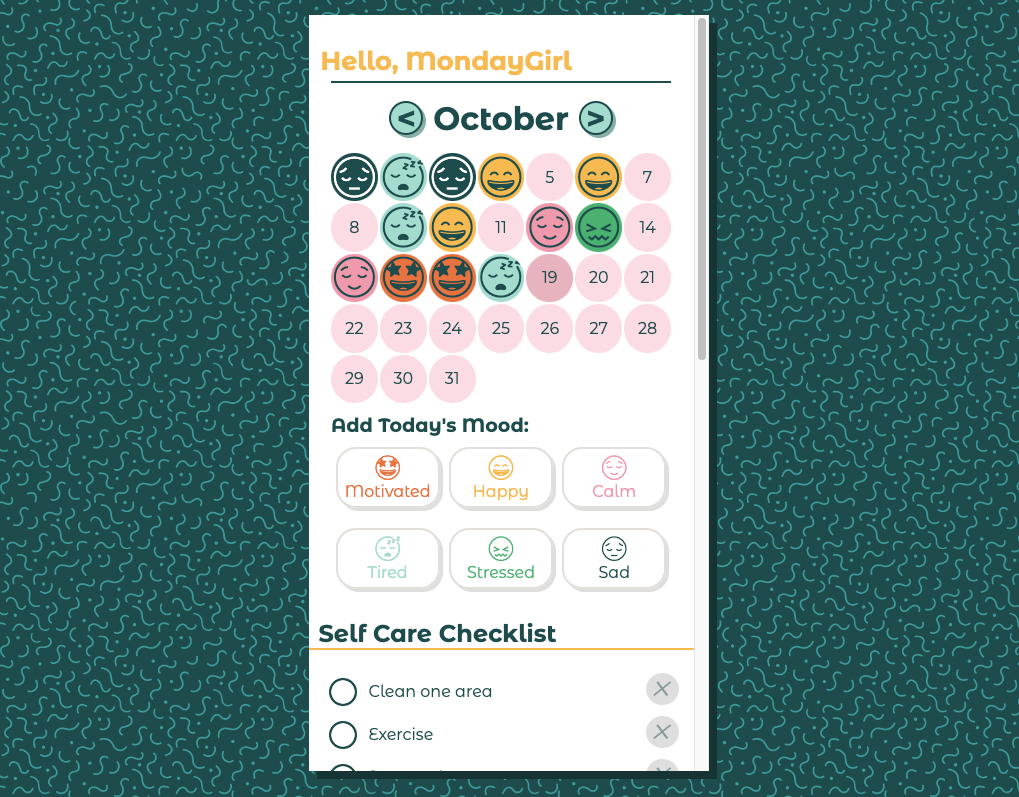 Hello, MondayGirl
< October >
5 7
8 11 14
19 20 21
22 23 24 25 26 27 28
29 30 31
Add Today's Mood:
Motivated Happy Calm
Tired Stressed Sad
Self Care Checklist
Clean one area
Exercise